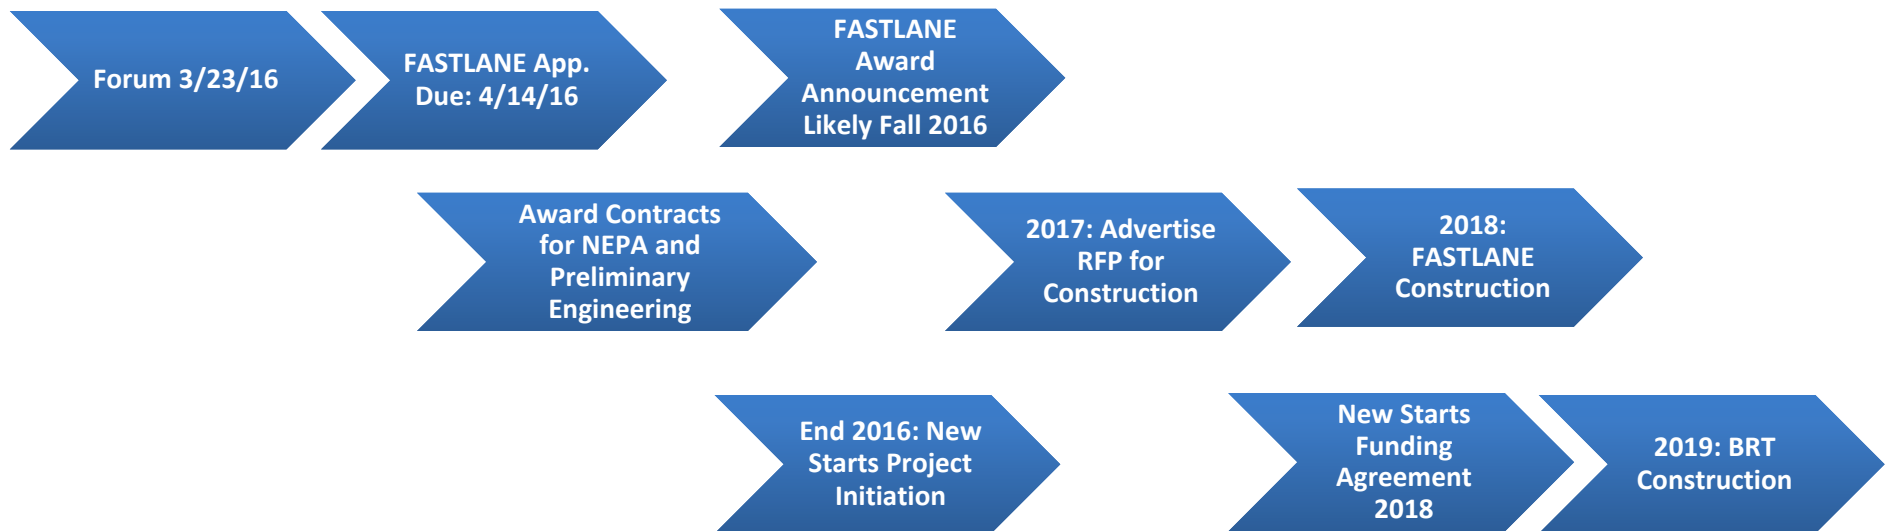 Forum 3/23/16
FASTLANE App.
Due: 4/14/16
FASTLANE
Award
Announcement
Likely Fall 2016
Award Contracts
for NEPA and
Preliminary
Engineering
2017: Advertise
RFP for
Construction
2018:
FASTLANE
Construction
End 2016: New
Starts Project
Initiation
New Starts
Funding
Agreement
2018
2019: BRT
Construction